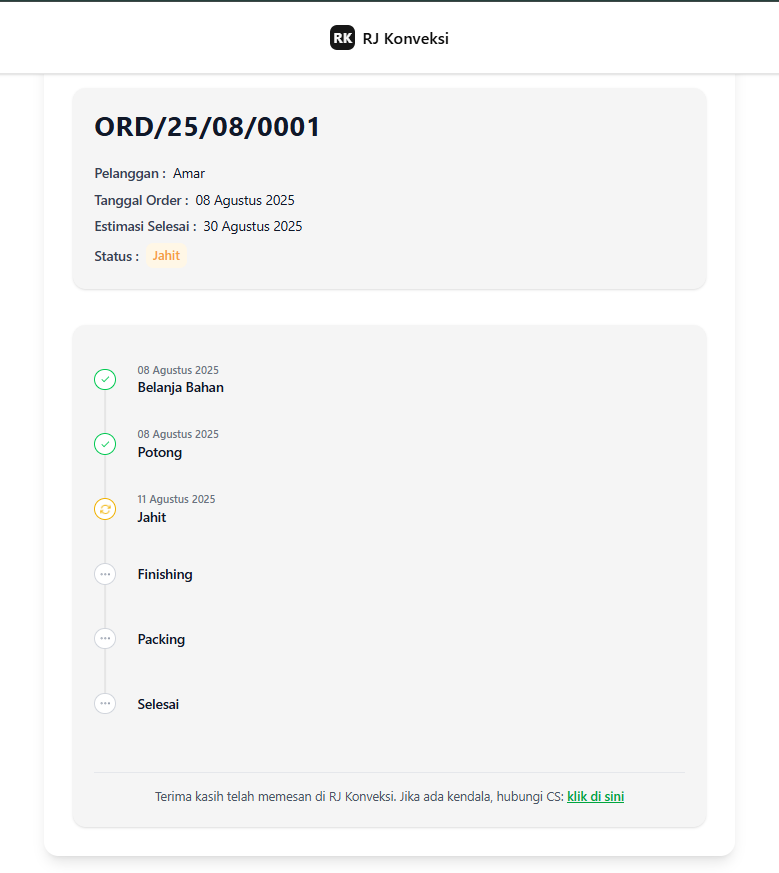 RK RJ Konveksi
ORD/25/08/0001
Pelanggan : Amar
Tanggal Order : 08 Agustus 2025
Estimasi Selesai : 30 Agustus 2025
Status : Jahit
08 Agustus 2025
Belanja Bahan
08 Agustus 2025
Potong
11 Agustus 2025
Jahit
Finishing
Packing
Selesai
Terima kasih telah memesan di RJ Konveksi. Jika ada kendala, hubungi CS: klik di sini